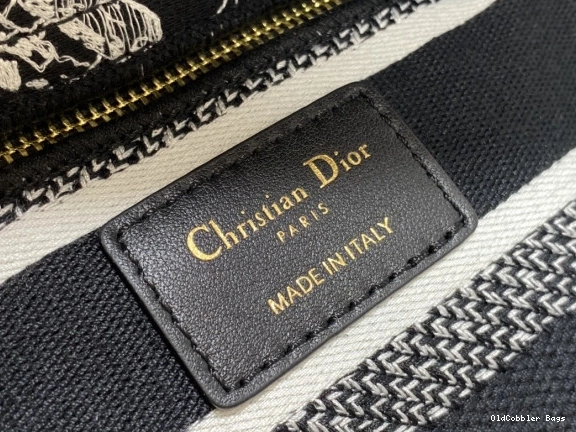 Christian Dior
PARIS
MADE IN ITALY
OldCobbler Bags